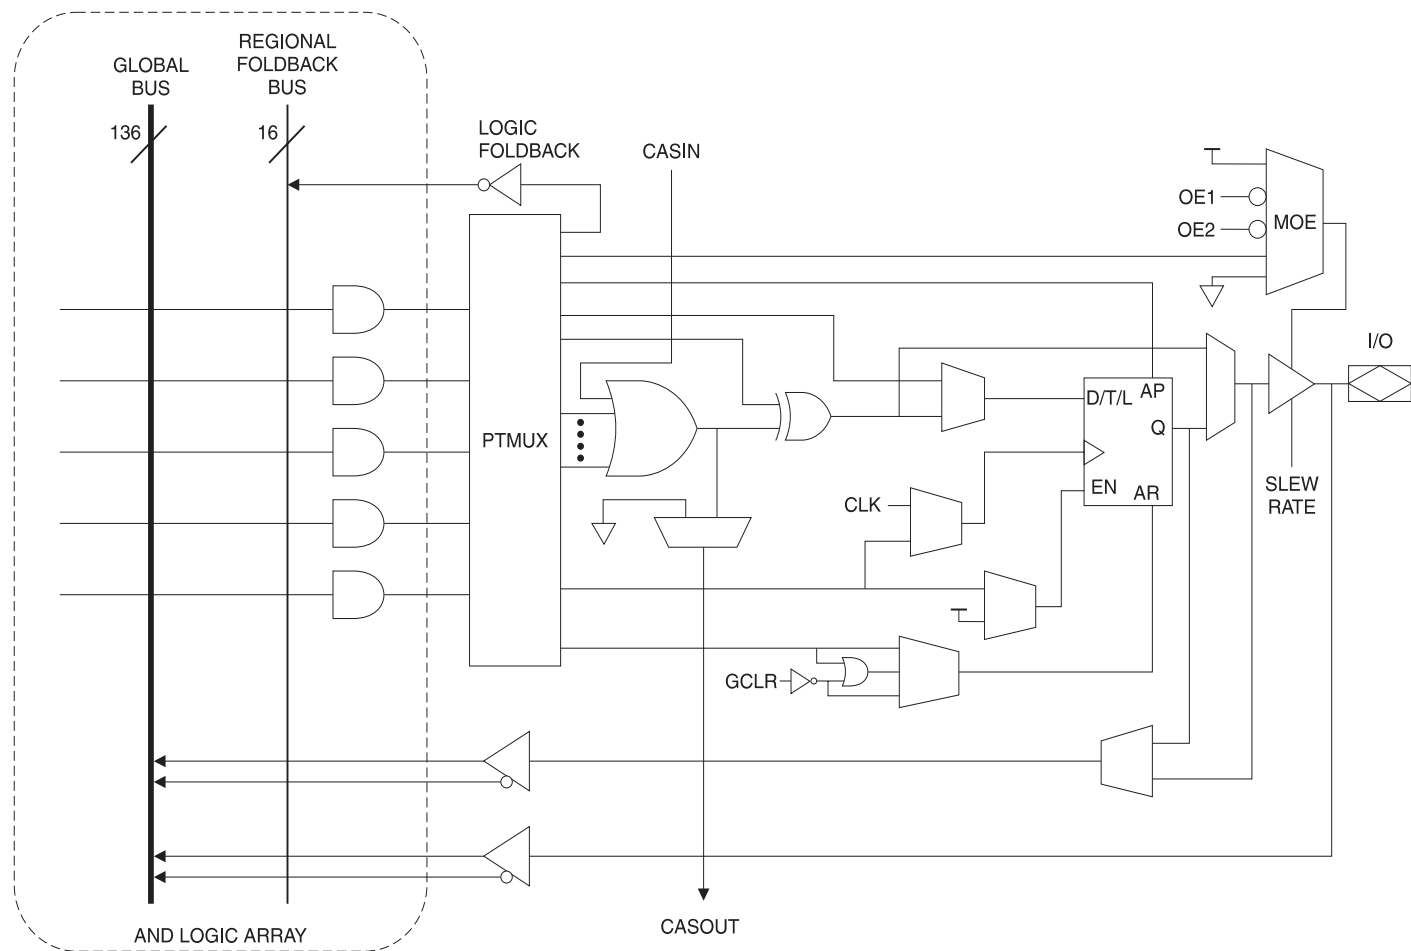 GLOBAL
BUS
REGIONAL
FOLDBACK
BUS
136
16
LOGIC
FOLDBACK
CASIN
OE1
OE2
MOE
I/O
D/T/L
AP
Q
PTMUX
EN
AR
CLK
SLEW
RATE
GCLR
CASOUT
AND LOGIC ARRAY